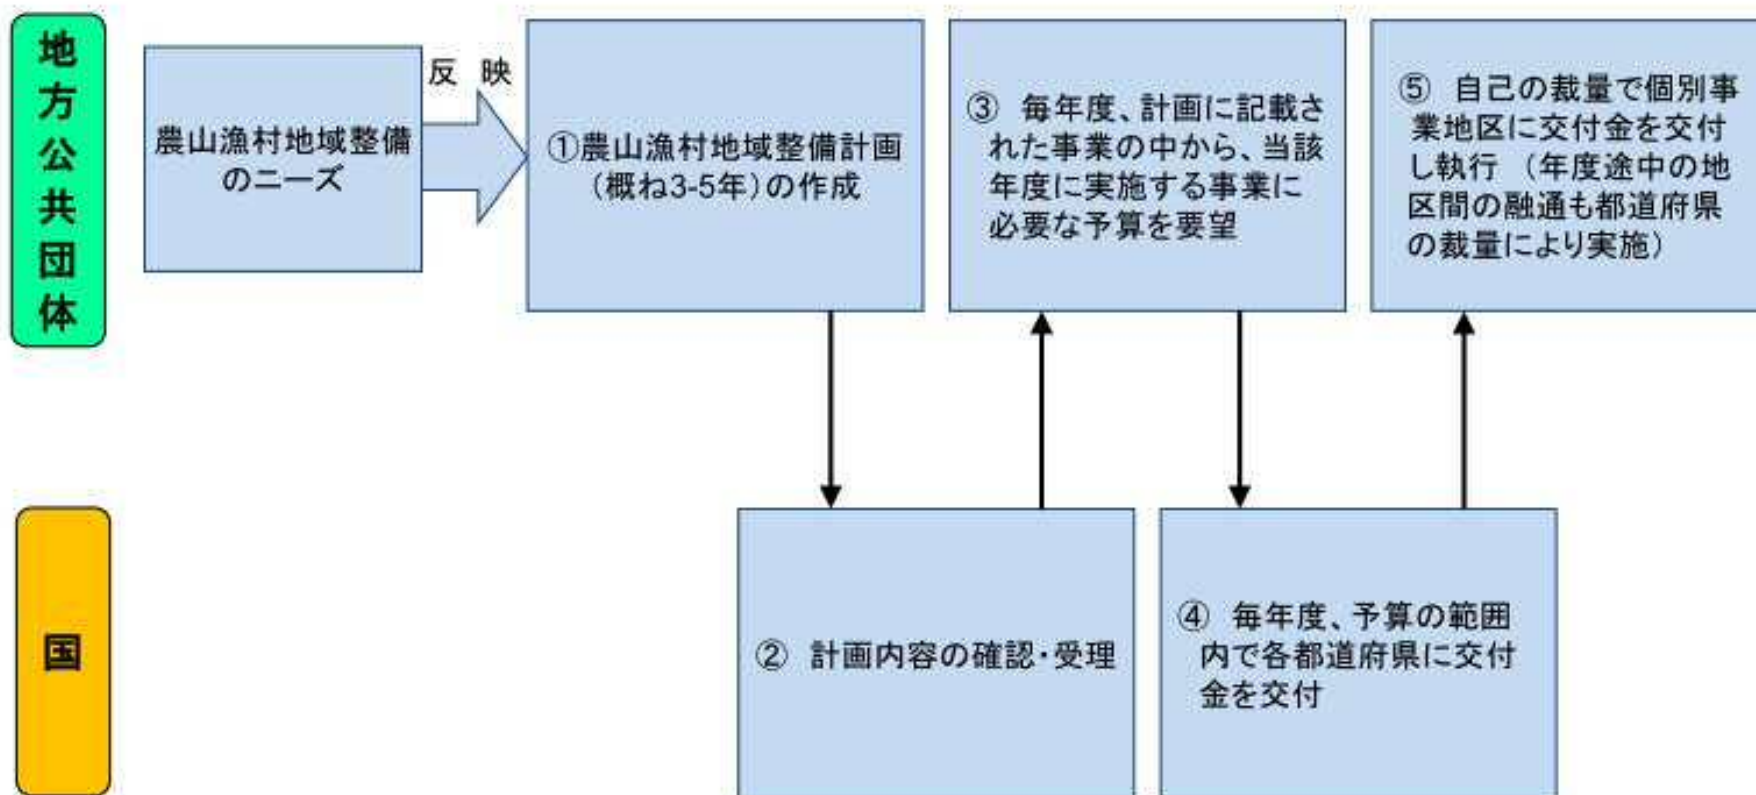 地方公共団体
農山漁村地域整備
のニーズ
反 映
①農山漁村地域整備計画
(概ね3-5年)の作成
③ 毎年度、計画に記載さ
れた事業の中から、当該
年度に実施する事業に
必要な予算を要望
⑤ 自己の裁量で個別事
業地区に交付金を交付
し執行 (年度途中の地
区間の融通も都道府県
の裁量により実施)
国
② 計画内容の確認・受理
④ 毎年度、予算の範囲
内で各都道府県に交付
金を交付